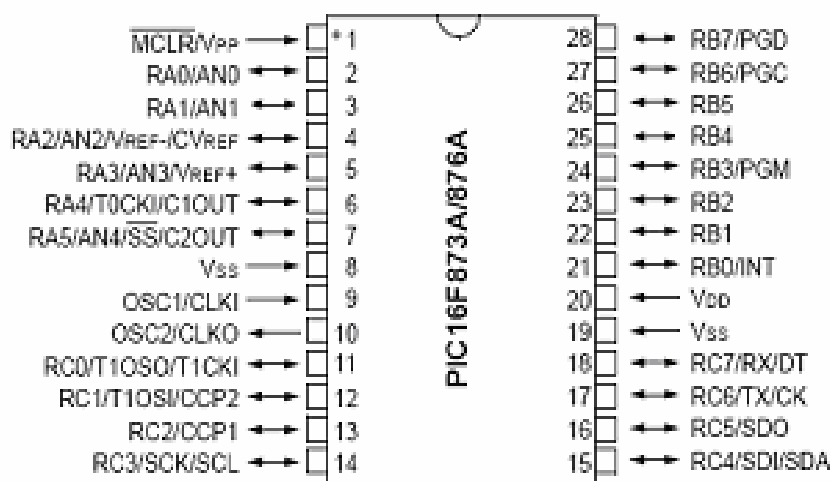 MCLR/VPP
RA0/AN0
RA1/AN1
RA2/AN2/VREF-/CVREF
RA3/AN3/VREF+
RA4/T0CKI/C1OUT
RA5/AN4/SS/C2OUT
VSS
OSC1/CLKI
OSC2/CLKO
RC0/T1OSO/T1CKI
RC1/T1OSI/CCP2
RC2/CCP1
RC3/SCK/SCL
1
2
3
4
5
6
7
8
9
10
11
12
13
14
PIC16F873A/876A
28
27
26
25
24
23
22
21
20
19
18
17
16
15
RB7/PGD
RB6/PGC
RB5
RB4
RB3/PGM
RB2
RB1
RB0/INT
VDD
VSS
RC7/RX/DT
RC6/TX/CK
RC5/SDO
RC4/SDI/SDA